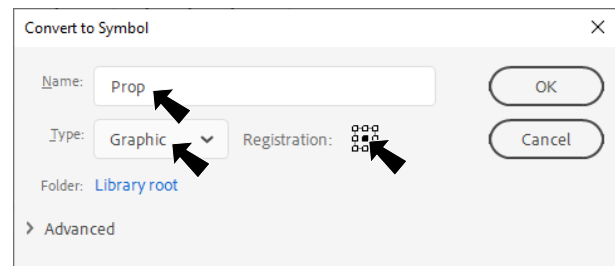 Convert to Symbol
Name: Prop
OK
Type: Graphic Registration:
Cancel
Folder: Library root
Advanced